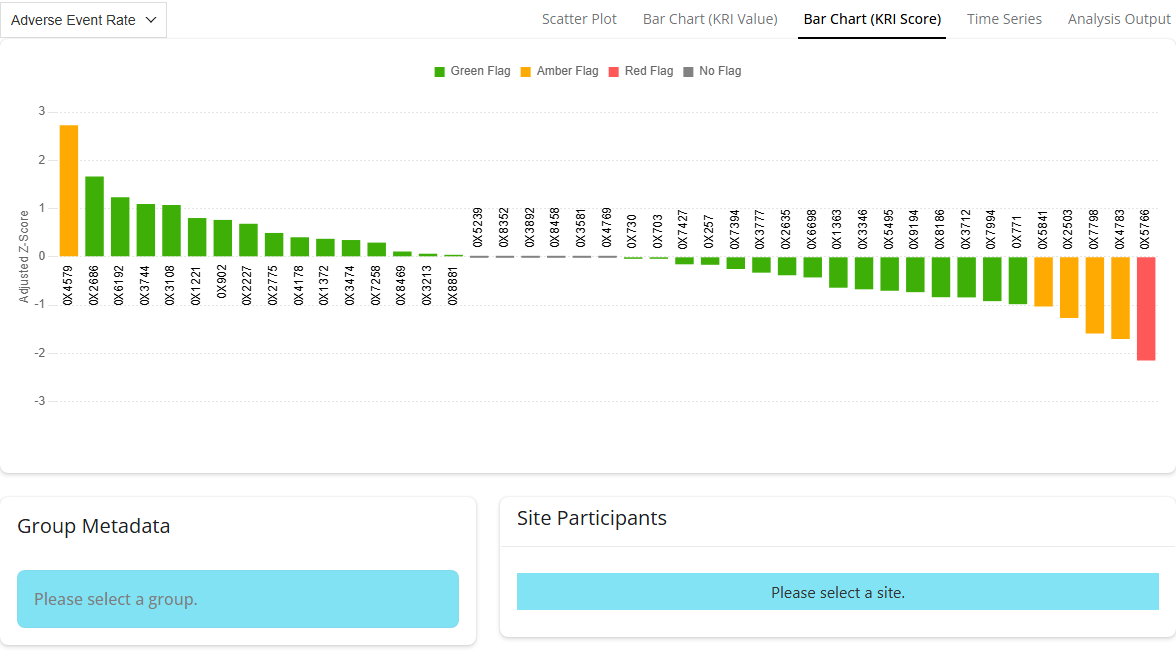 Adverse Event Rate
Scatter Plot
Bar Chart (KRI Value)
Bar Chart (KRI Score)
Time Series
Analysis Output
Green Flag
Amber Flag
Red Flag
No Flag
Adjusted Z-Score
3
2
1
0
-1
-2
-3
0X4579
0X2686
0X6192
0X3744
0X3108
0X1221
0X902
0X2227
0X2775
0X4178
0X1372
0X3474
0X7258
0X8469
0X3213
0X8881
0X5239
0X8352
0X3892
0X8458
0X3581
0X4769
0X730
0X703
0X7427
0X257
0X7394
0X3777
0X2635
0X6698
0X1363
0X3346
0X5495
0X9194
0X8186
0X3712
0X7994
0X771
0X5841
0X2503
0X7798
0X4783
0X5766
Group Metadata
Please select a group.
Site Participants
Please select a site.